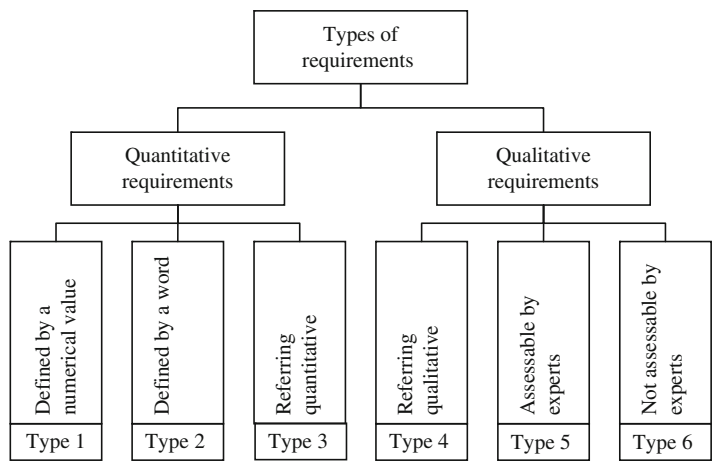 Types of
requirements
Quantitative
requirements
Qualitative
requirements
Defined by a
numerical value
Defined by a word
Referring
quantitative
Referring
qualitative
Assessable by
experts
Not assessable by
experts
Type 1
Type 2
Type 3
Type 4
Type 5
Type 6